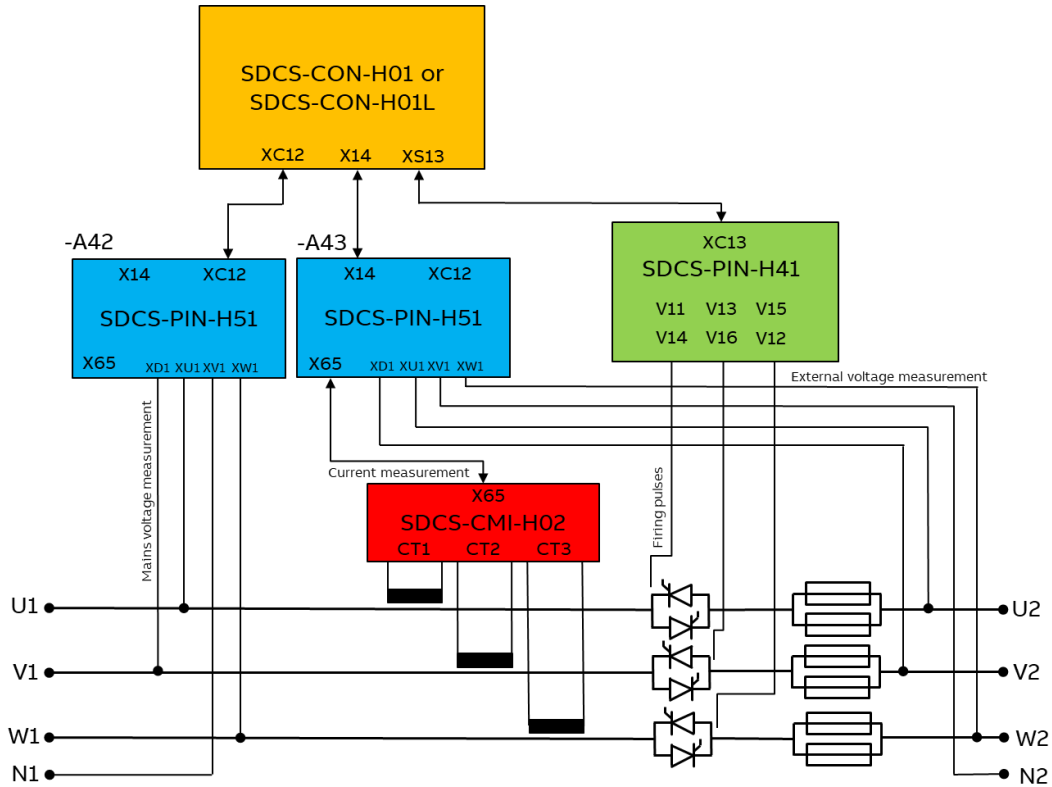 SDCS-CON-H01 or
SDCS-CON-H01L
XC12 X14 XS13
-A42
X14 XC12
SDCS-PIN-H51
X65 XD1 XU1 XV1 XW1
-A43
X14 XC12
SDCS-PIN-H51
X65 XD1 XU1 XV1 XW1
XC13
SDCS-PIN-H41
V11 V13 V15
V14 V16 V12
External voltage measurement
Mains voltage measurement
Current measurement
Firing pulses
X65
SDCS-CMI-H02
CT1 CT2 CT3
U1 U2
V1 V2
W1 W2
N1 N2